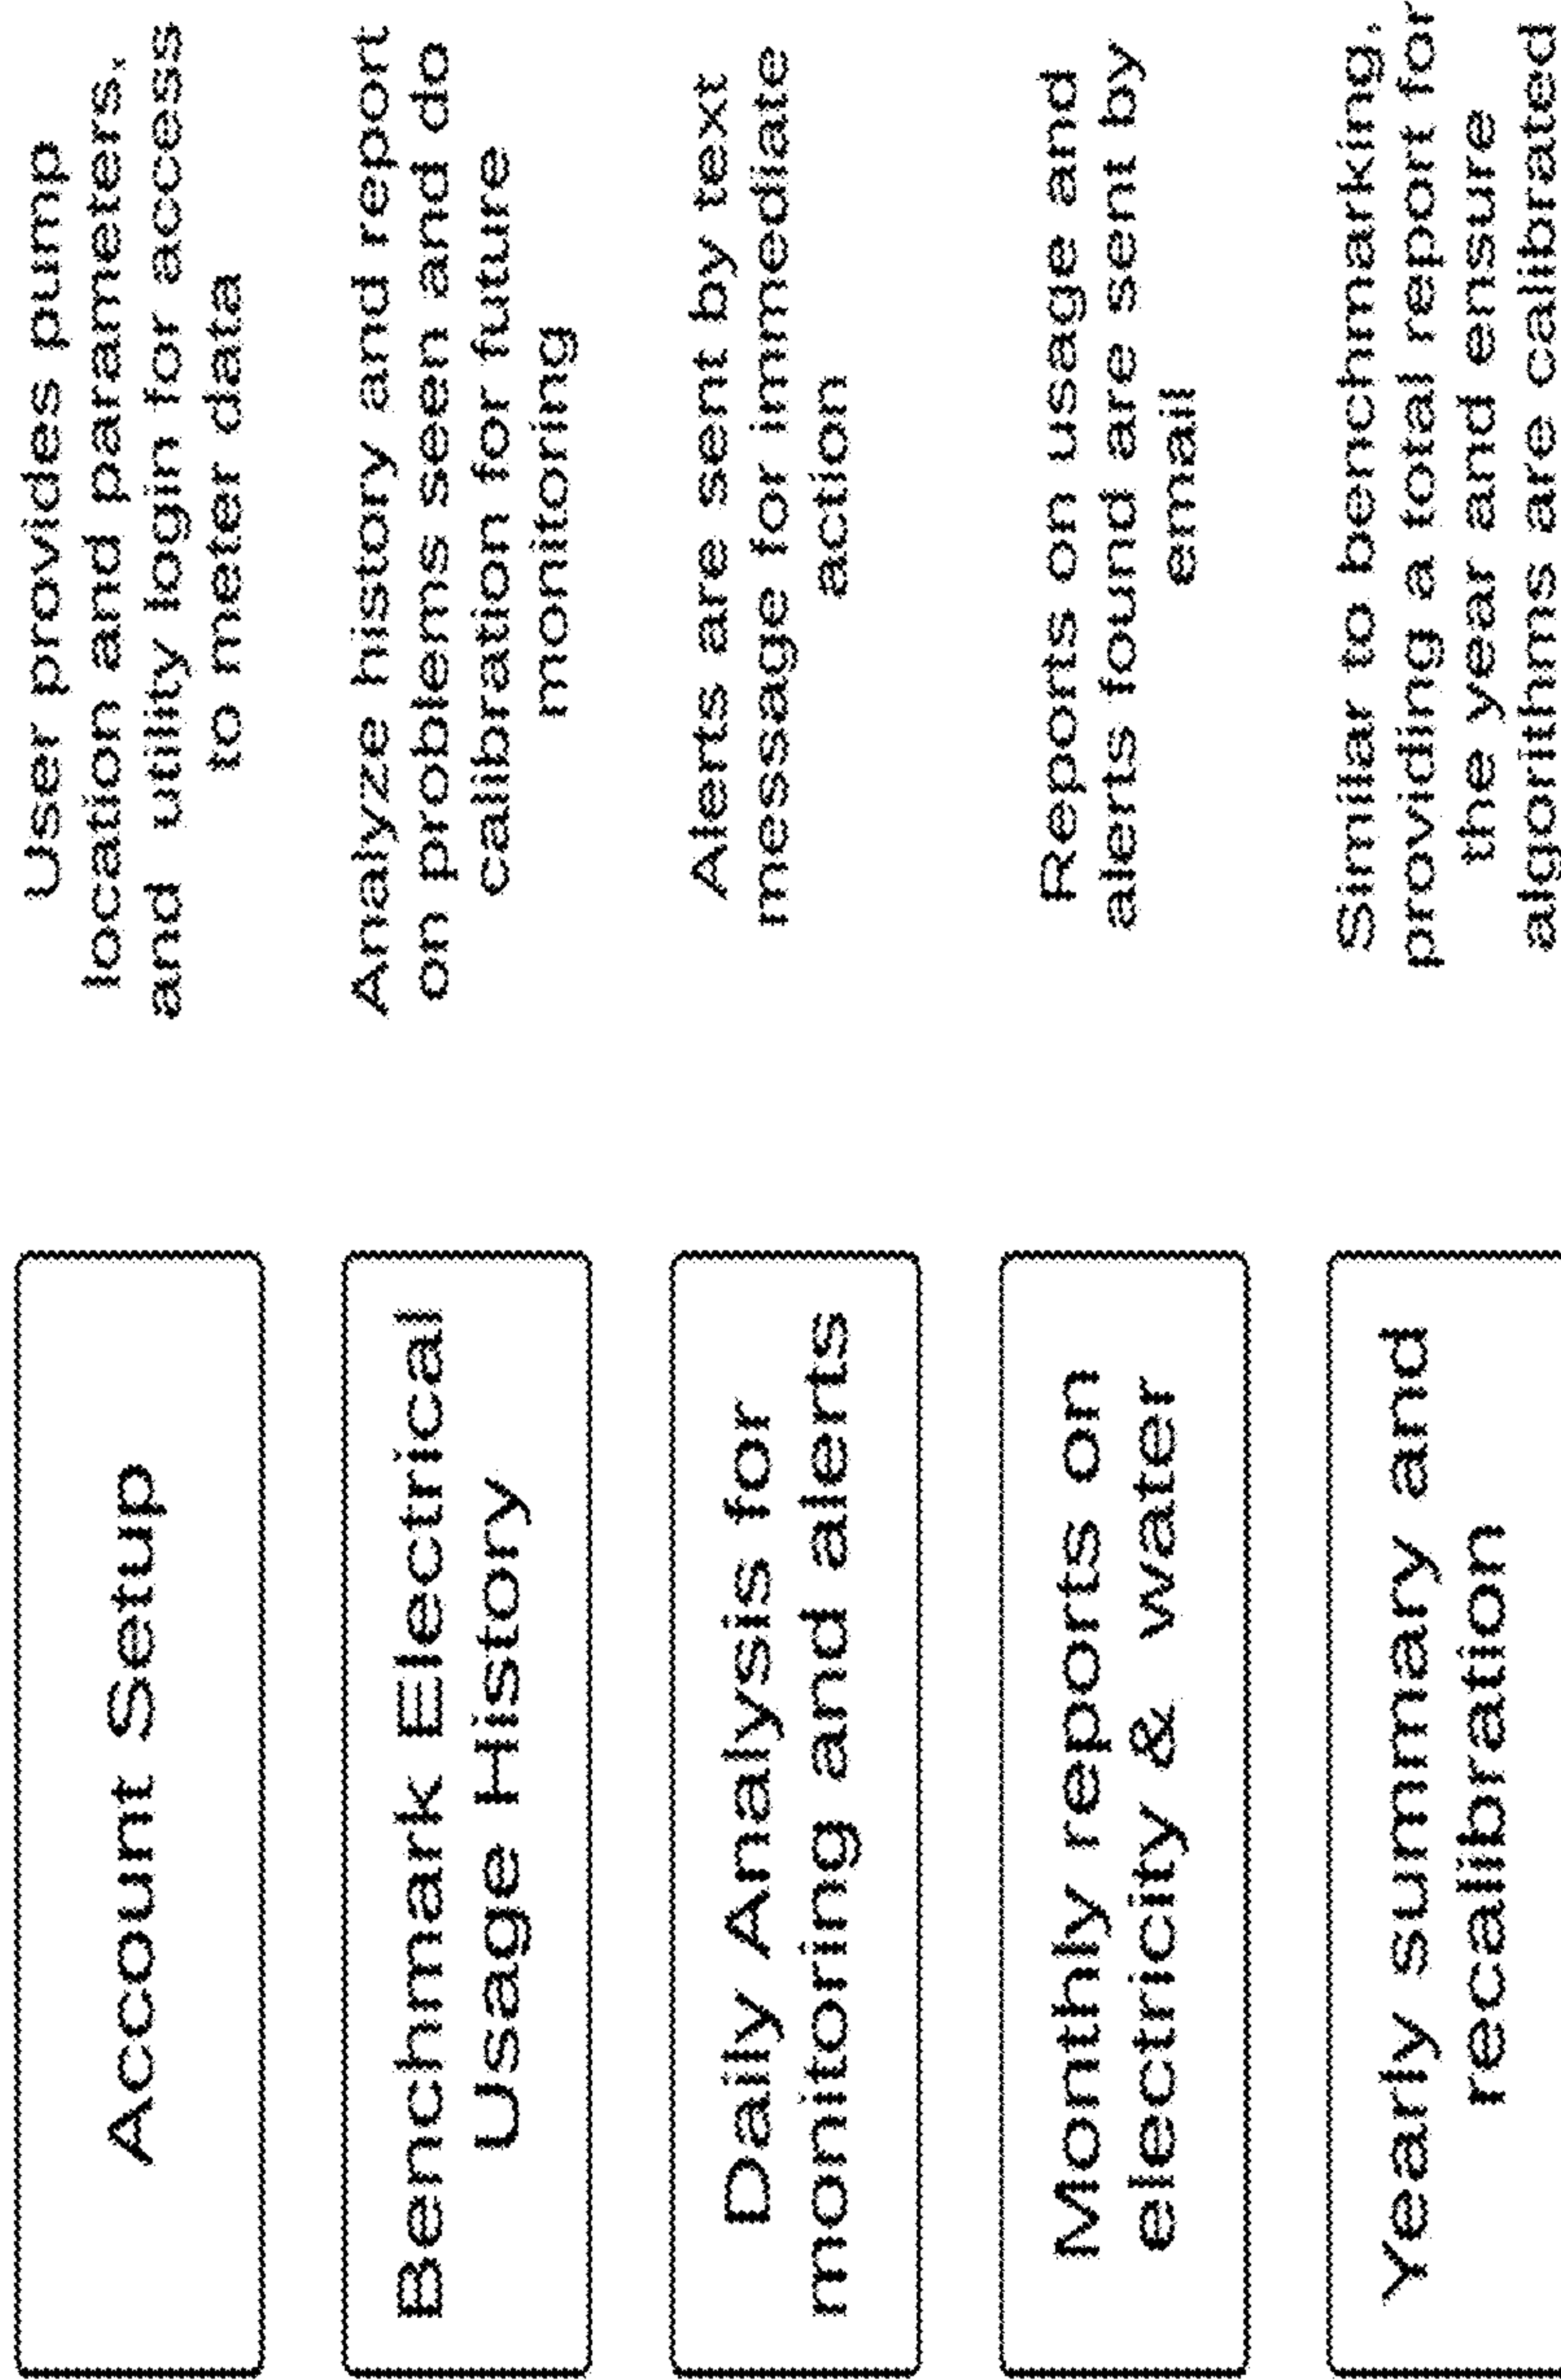 Account Setup
User provides pump
location and parameters,
and utility login for access
to meter data
Benchmark Electrical
Usage History
Analyze history and report
on problems seen and do
calibration for future
monitoring
Daily Analysis for
monitoring and alerts
Alerts are sent by text
message for immediate
action
Monthly reports on
electricity & water
Reports on usage and
alerts found are sent by
email
Yearly summary and
recalibration
Similar to benchmarking,
providing a total report for
the year and ensure
algorithms are calibrated